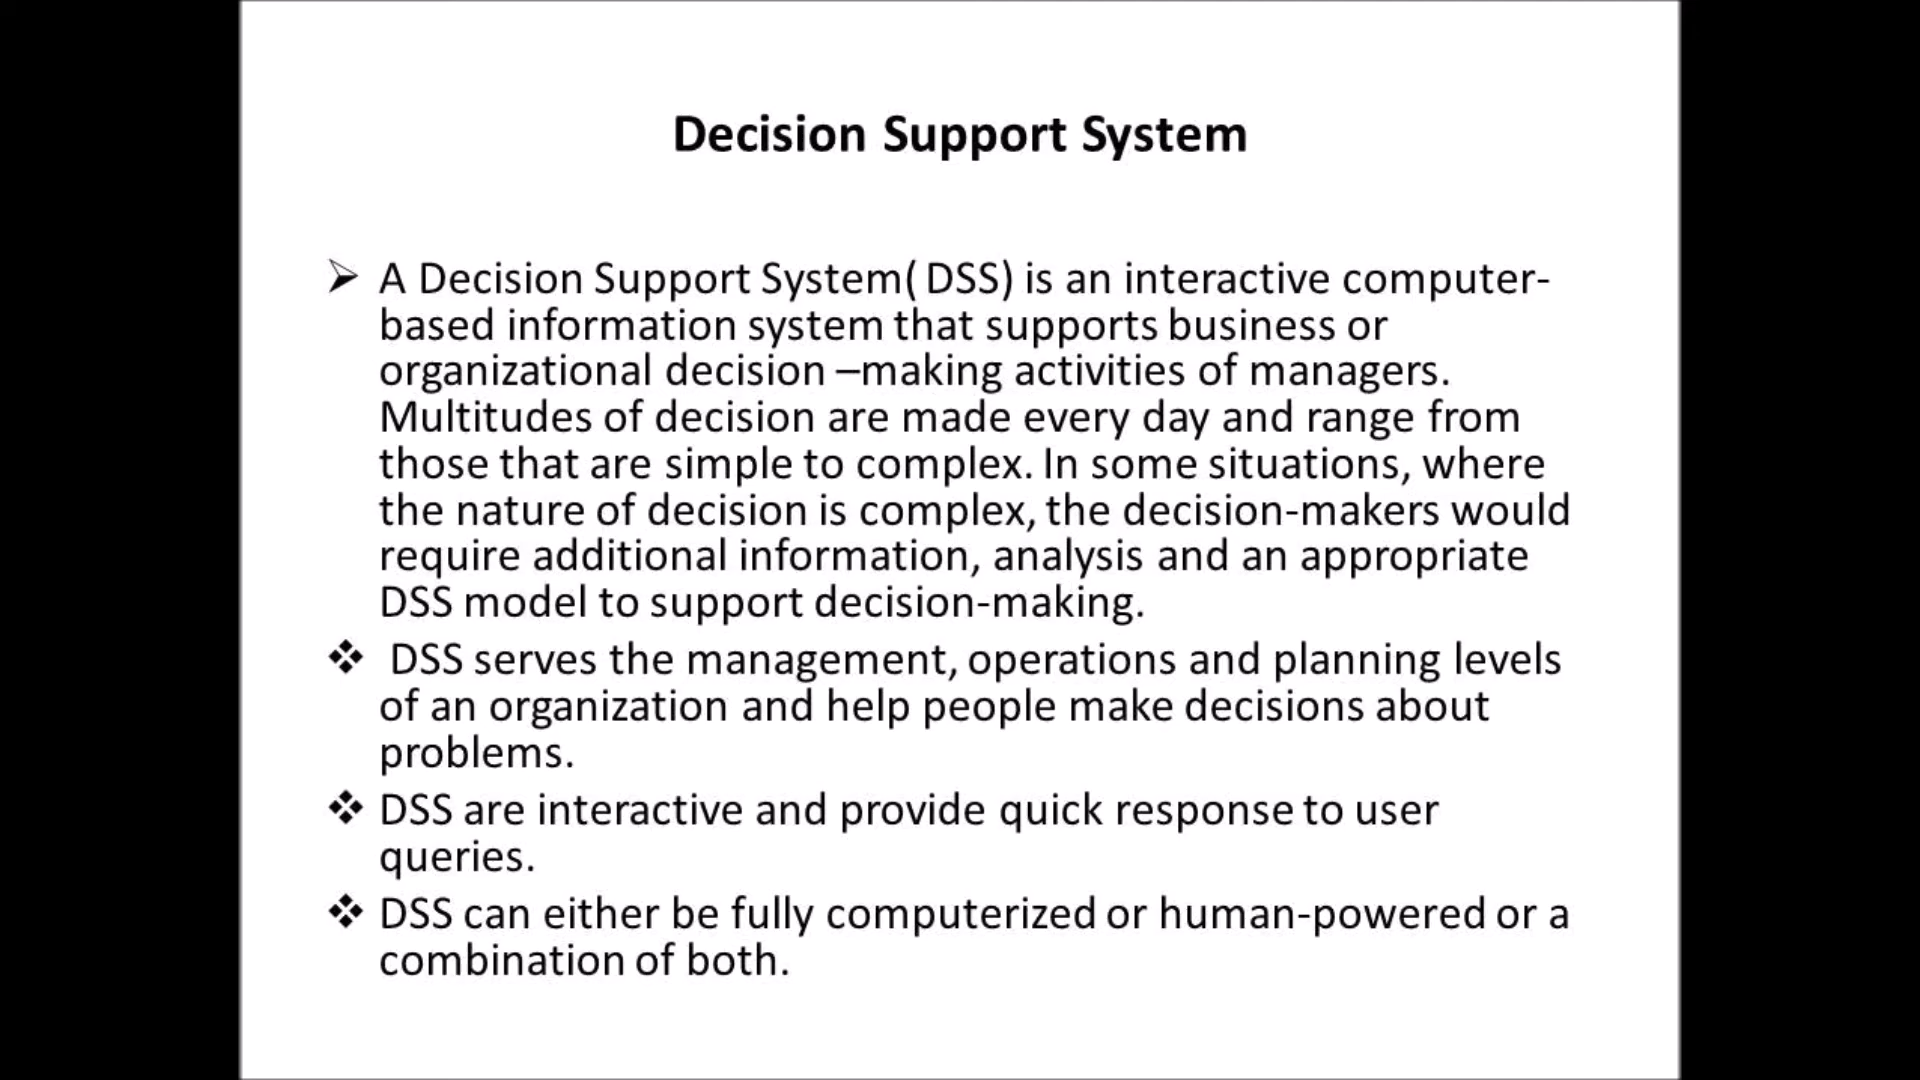 Decision Support System
A Decision Support System( DSS) is an interactive computer-
based information system that supports business or
organizational decision –making activities of managers.
Multitudes of decision are made every day and range from
those that are simple to complex. In some situations, where
the nature of decision is complex, the decision-makers would
require additional information, analysis and an appropriate
DSS model to support decision-making.
DSS serves the management, operations and planning levels
of an organization and help people make decisions about
problems.
DSS are interactive and provide quick response to user
queries.
DSS can either be fully computerized or human-powered or a
combination of both.